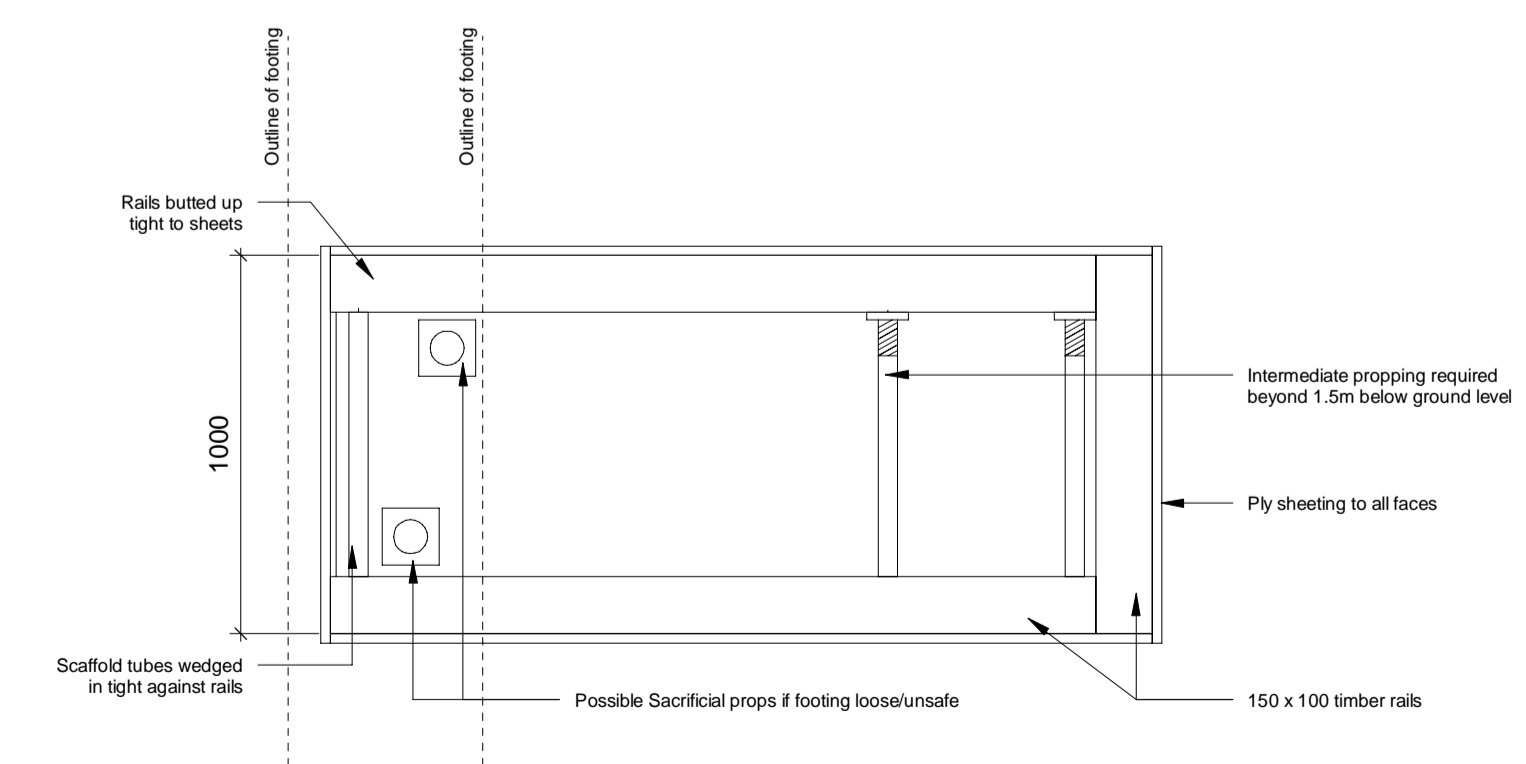 Outline of footing
Outline of footing
Rails butted up
tight to sheets
1000
Intermediate propping required
beyond 1.5m below ground level
Ply sheeting to all faces
Scaffold tubes wedged
in tight against rails
Possible Sacrificial props if footing loose/unsafe
150 x 100 timber rails